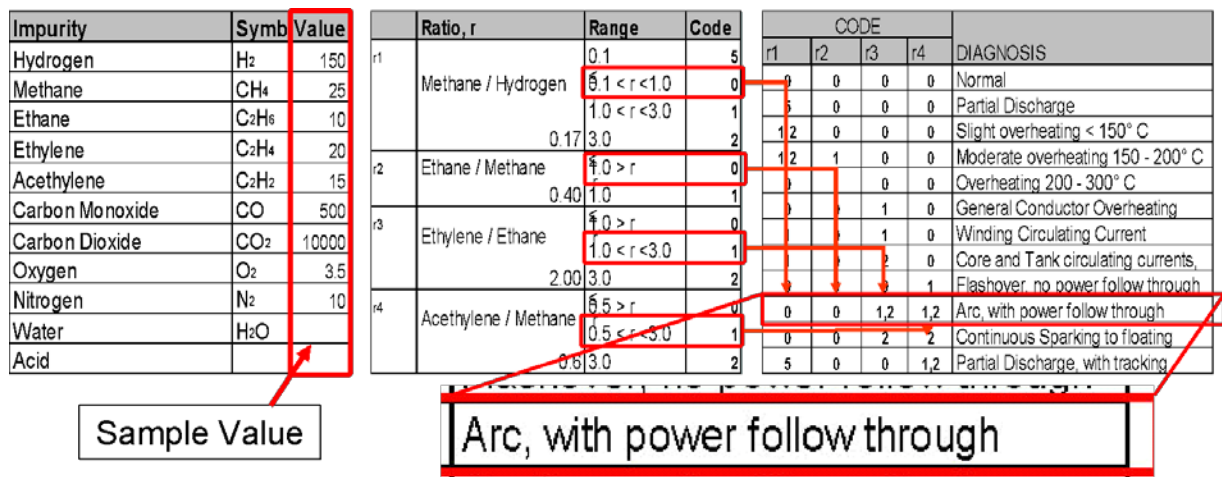 Impurity Symb Value
Hydrogen H2 150
Methane CH4 25
Ethane C2H6 10
Ethylene C2H4 20
Acethylene C2H2 15
Carbon Monoxide CO 500
Carbon Dioxide CO2 10000
Oxygen O2 3.5
Nitrogen N2 10
Water H2O
Acid
Sample Value
Ratio, r Range Code
r1 0.1 5
Methane / Hydrogen 0.1 < r <1.0 0
1.0 < r <3.0 1
0.17 3.0 2
r2 Ethane / Methane 1.0 > r 0
0.40 1.0 1
r3 Ethylene / Ethane 1.0 > r 0
1.0 < r <3.0 1
2.00 3.0 2
r4 Acethylene / Methane 0.5 > r 0
0.5 < r <3.0 1
0.6 3.0 2
CODE
r1 r2 r3 r4 DIAGNOSIS
0 0 0 0 Normal
5 0 0 0 Partial Discharge
1,2 0 0 0 Slight overheating < 150° C
1,2 1 0 0 Moderate overheating 150 - 200° C
0 0 Overheating 200 - 300° C
1 0 General Conductor Overheating
1 0 Winding Circulating Current
2 0 Core and Tank circulating currents,
1 Flashover, no power follow through
0 0 1,2 1,2 Arc, with power follow through
0 0 2 2 Continuous Sparking to floating
5 0 0 1,2 Partial Discharge, with tracking
Arc, with power follow through